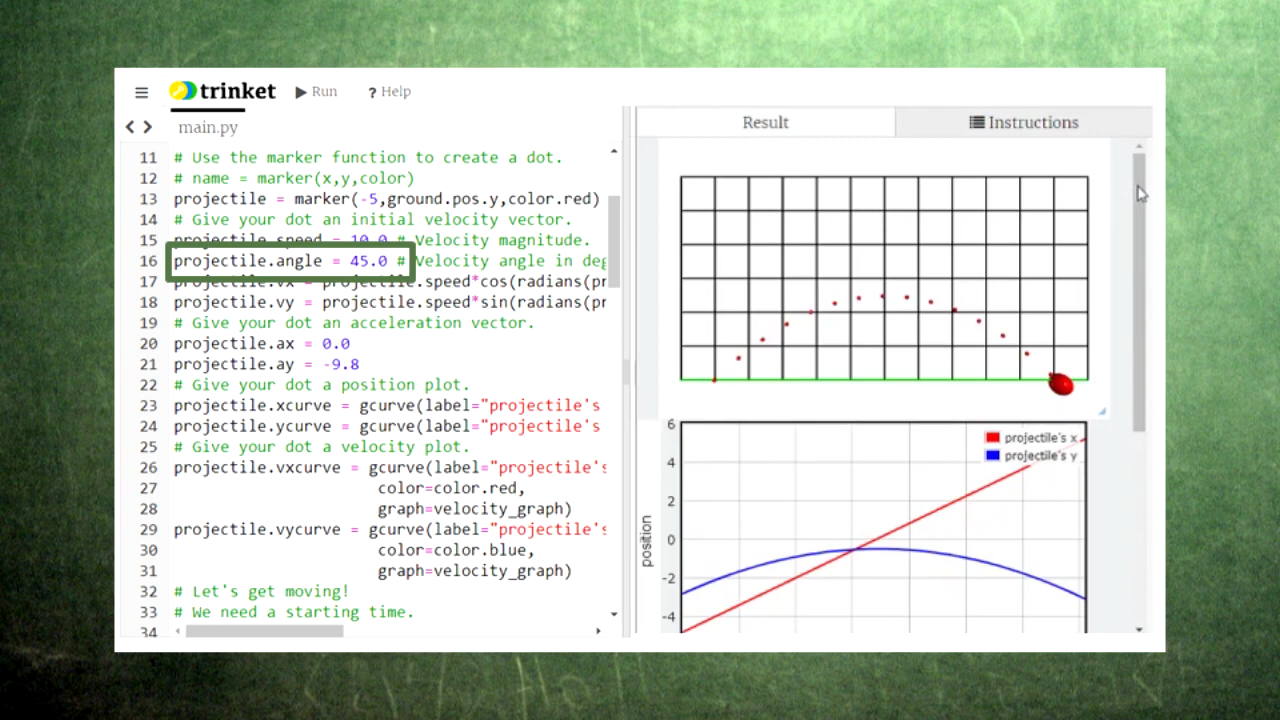 trinket
Run
? Help
main.py
Result
Instructions
11 # Use the marker function to create a dot.
12 # name = marker(x,y,color)
13 projectile = marker(-5,ground.pos.y,color.red)
14 # Give your dot an initial velocity vector.
15 projectile.speed = 10.0 # Velocity magnitude.
16 projectile.angle = 45.0 # Velocity angle in deg
17 projectile.vx = projectile.speed*cos(radians(pr
18 projectile.vy = projectile.speed*sin(radians(pr
19 # Give your dot an acceleration vector.
20 projectile.ax = 0.0
21 projectile.ay = -9.8
22 # Give your dot a position plot.
23 projectile.xcurve = gcurve(label="projectile's
24 projectile.ycurve = gcurve(label="projectile's
25 # Give your dot a velocity plot.
26 projectile.vxcurve = gcurve(label="projectile's
27 color=color.red,
28 graph=velocity_graph)
29 projectile.vycurve = gcurve(label="projectile's
30 color=color.blue,
31 graph=velocity_graph)
32 # Let's get moving!
33 # We need a starting time.
34
6
4
2
0
-2
-4
position
projectile's x
projectile's y